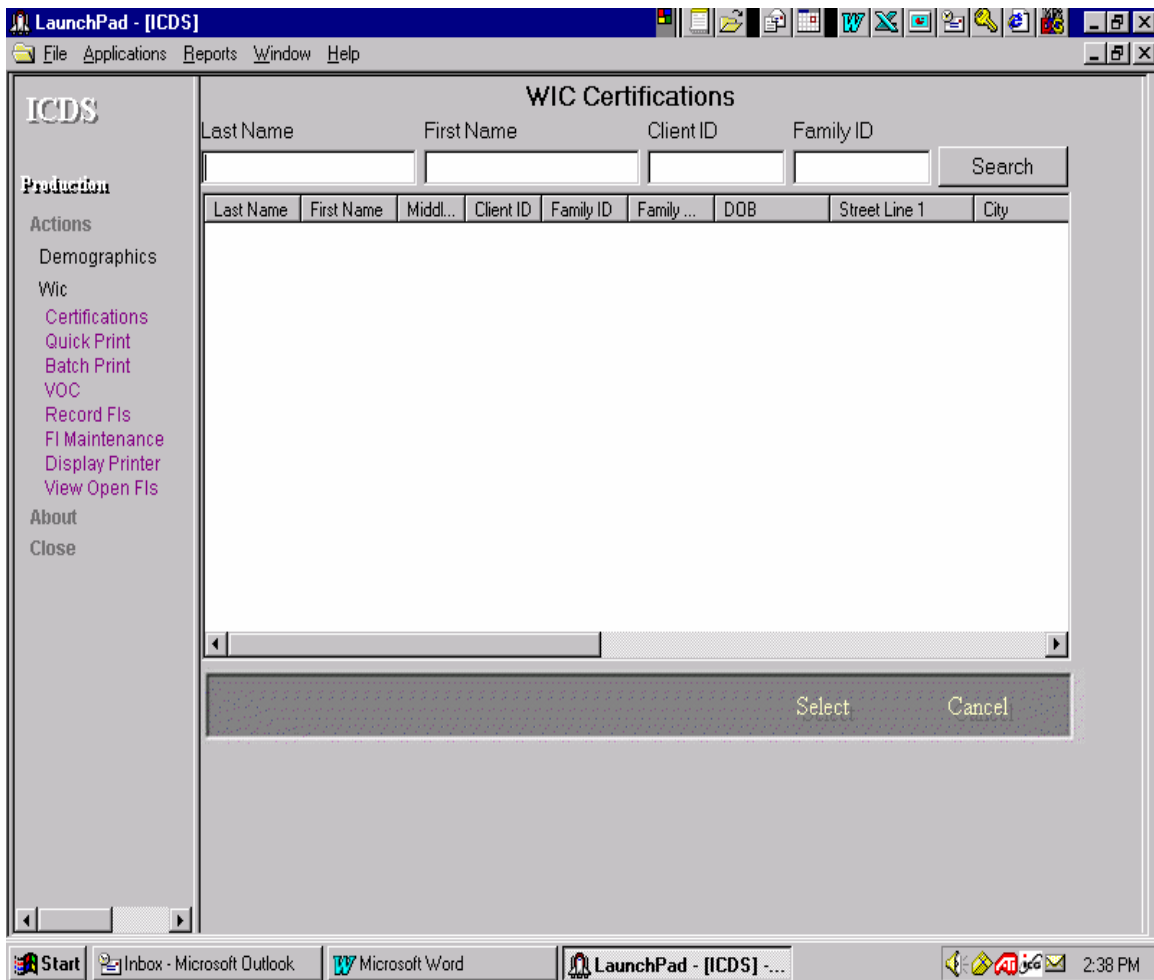 LaunchPad - [ICDS]
File Applications Reports Window Help
ICDS
Production
Actions
Demographics
Wic
Certifications
Quick Print
Batch Print
VOC
Record FIs
FI Maintenance
Display Printer
View Open FIs
About
Close
WIC Certifications
Last Name First Name Client ID Family ID
Search
Last Name First Name Middl... Client ID Family ID Family ... DOB Street Line 1 City
Select Cancel
Start Inbox - Microsoft Outlook Microsoft Word LaunchPad - [ICDS] -... 2:38 PM